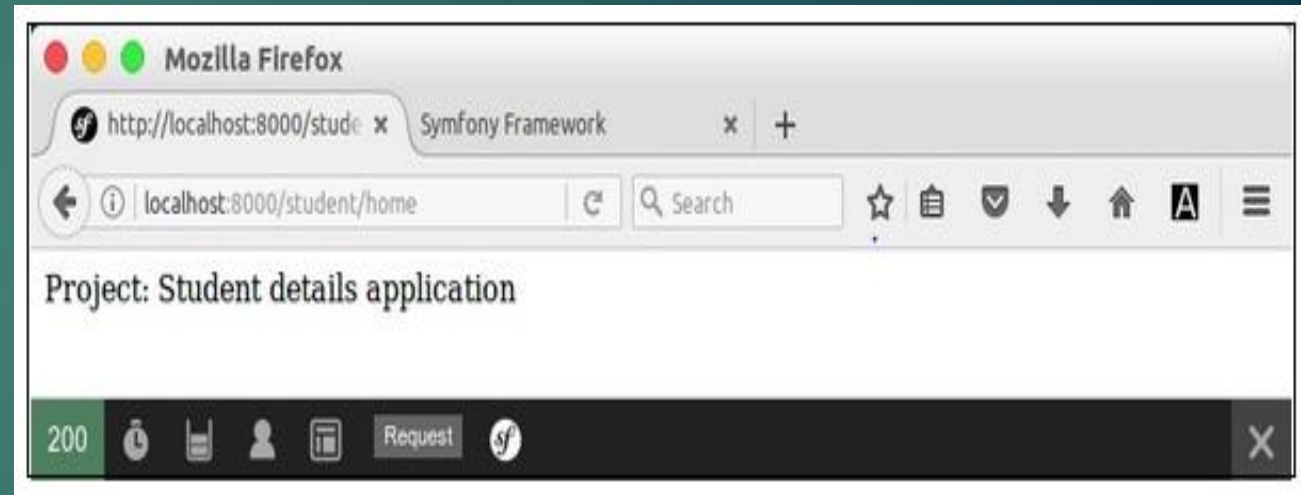 Mozilla Firefox
http://localhost:8000/stude Symfony Framework
localhost:8000/student/home Search A
Project: Student details application
200 Request sf